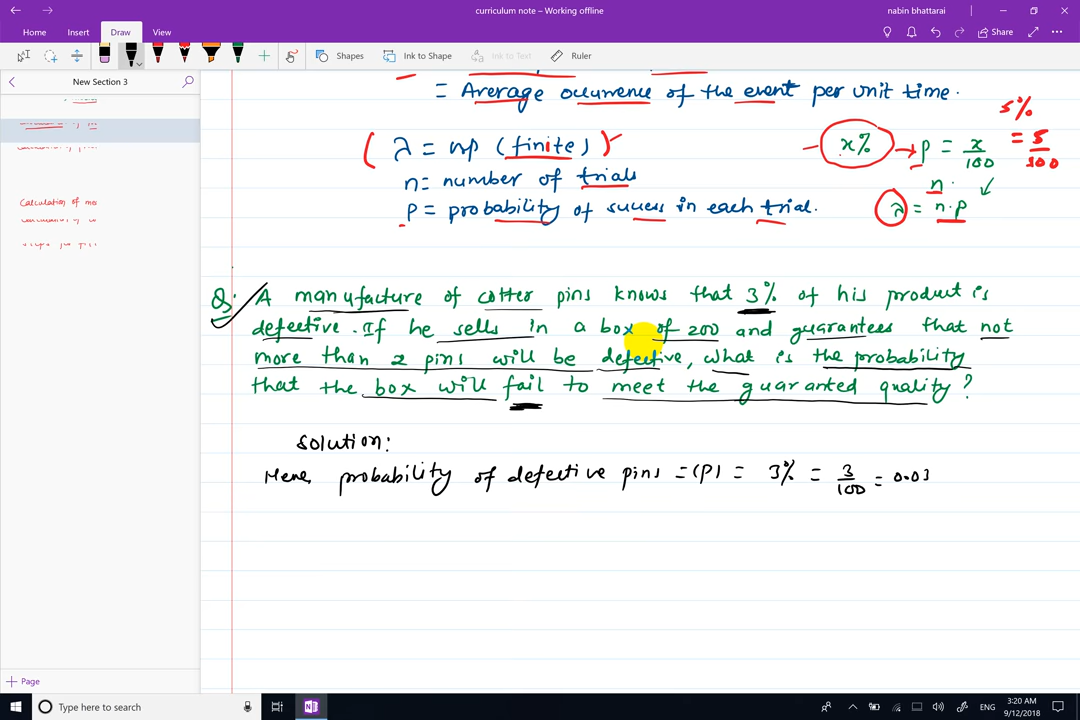 curriculum note – Working offline
nabin bhattarai
Home Insert Draw View
Share
Shapes Ink to Shape Ink to Text Ruler
New Section 3
= Average occurrence of the event per unit time.
5%
= 5/100
λ = np (finite)
x% → p = x/100
n = number of trials
n.
p = probability of success in each trial.
λ = n.p
Calculation of me
Q: A manufacture of cotter pins knows that 3% of his product is
defective. If he sells in a box of 200 and guarantees that not
more than 2 pins will be defective, what is the probability
that the box will fail to meet the guaranted quality?
Solution:
Here, probability of defective pins = (P) = 3% = 3/100 = 0.03
+ Page
Type here to search
ENG
3:20 AM
9/12/2018